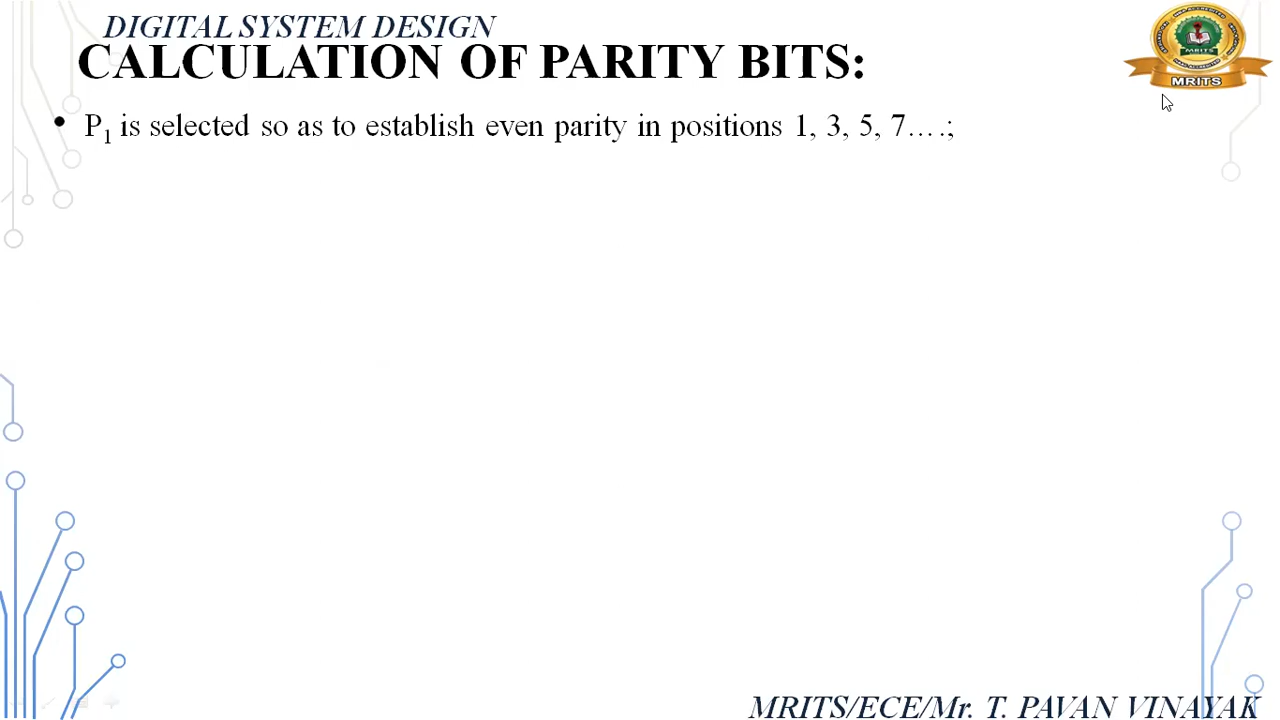 DIGITAL SYSTEM DESIGN
CALCULATION OF PARITY BITS:
• P1 is selected so as to establish even parity in positions 1, 3, 5, 7….;
MRITS
MRITS
MRITS/ECE/Mr. T. PAVAN VINAYAK